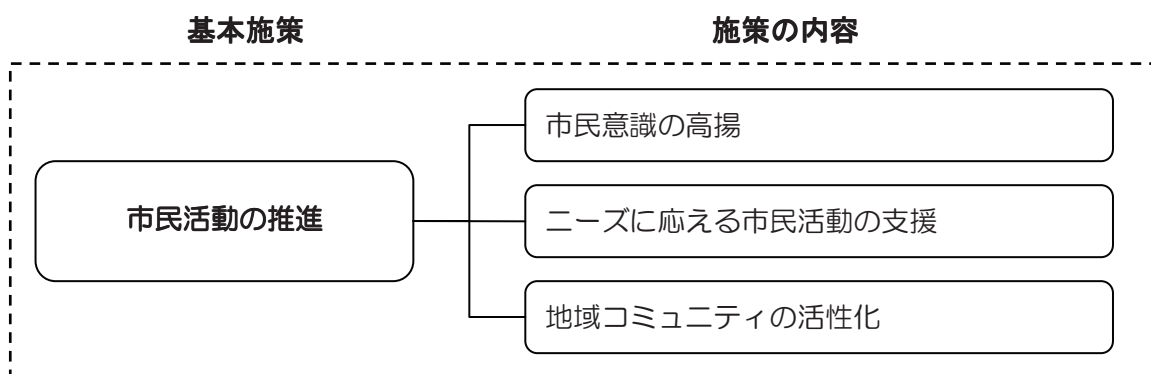 基本施策
施策の内容
市民意識の高揚
市民活動の推進
ニーズに応える市民活動の支援
地域コミュニティの活性化